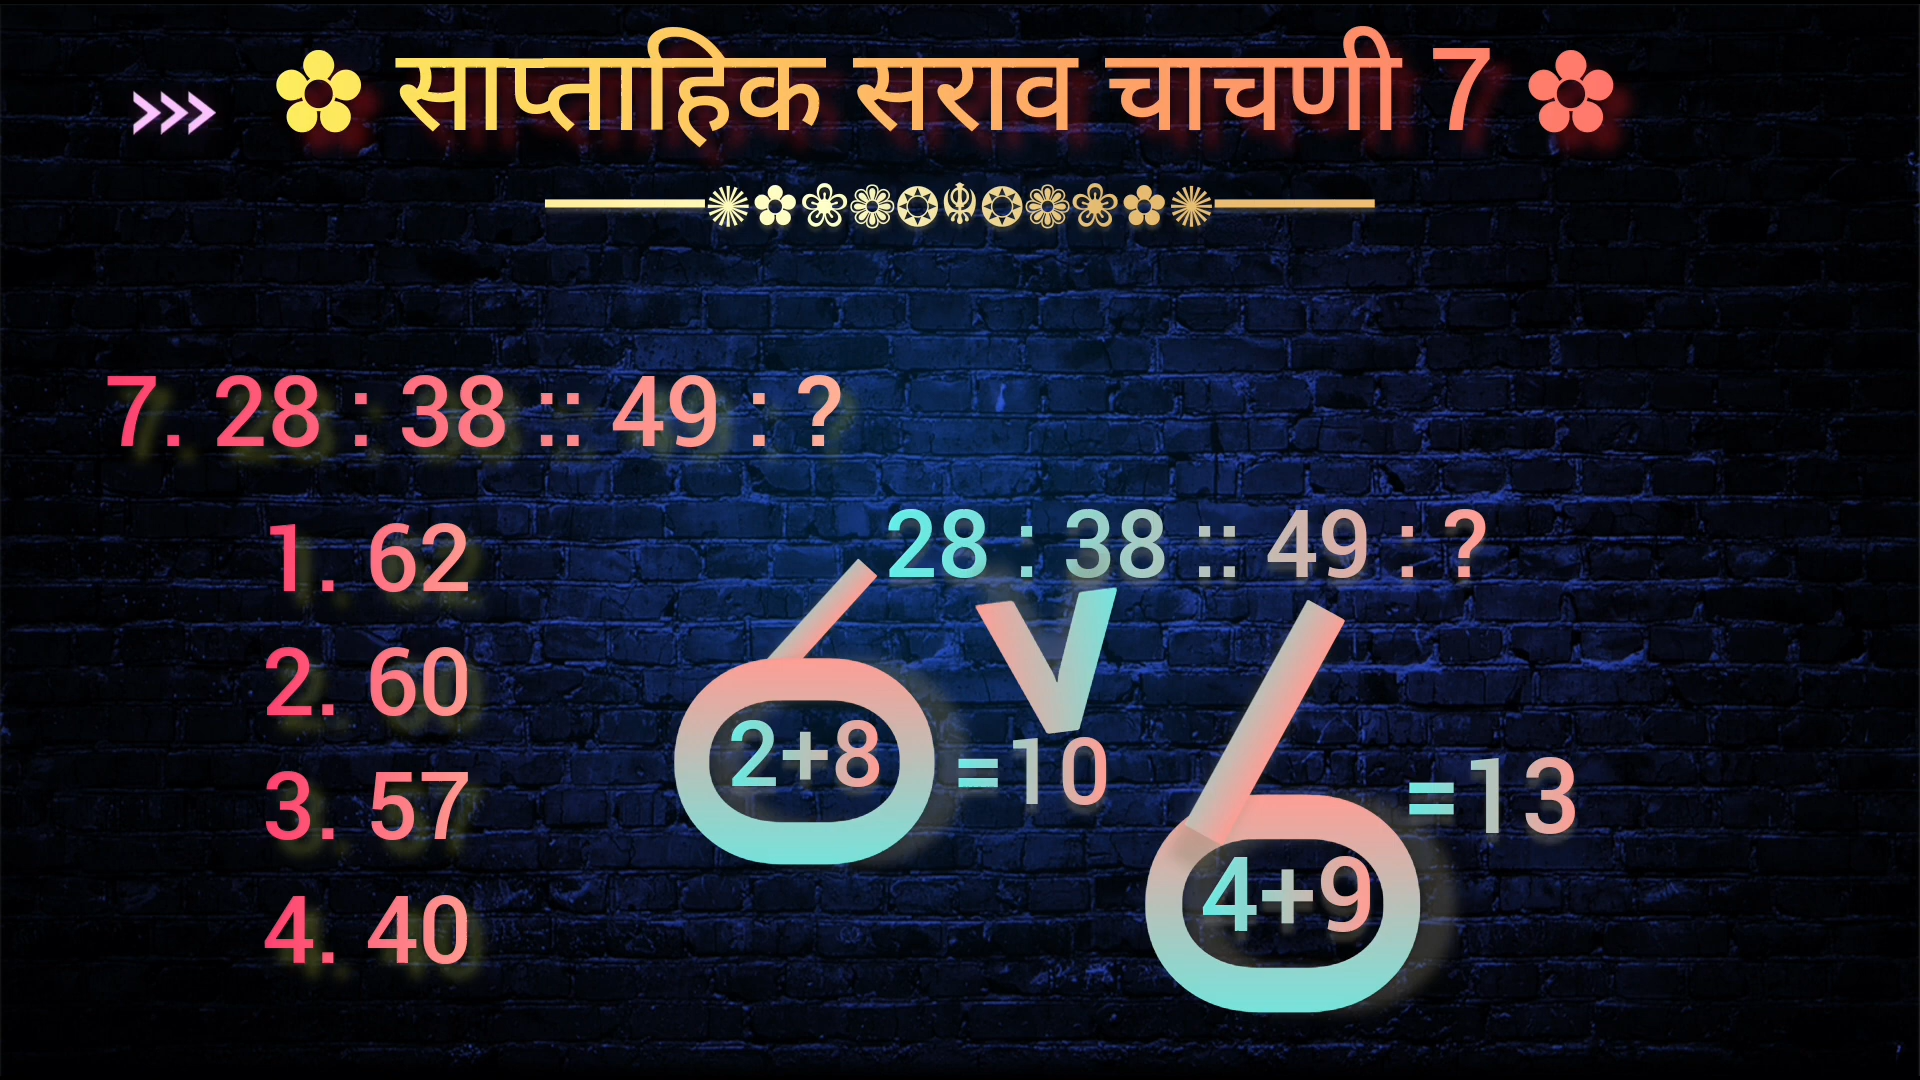 >>> ✿ साप्ताहिक सराव चाचणी 7 ✿
7. 28 : 38 :: 49 : ?
1. 62
2. 60
3. 57
4. 40
28 : 38 :: 49 : ?
2+8 =10
4+9 =13